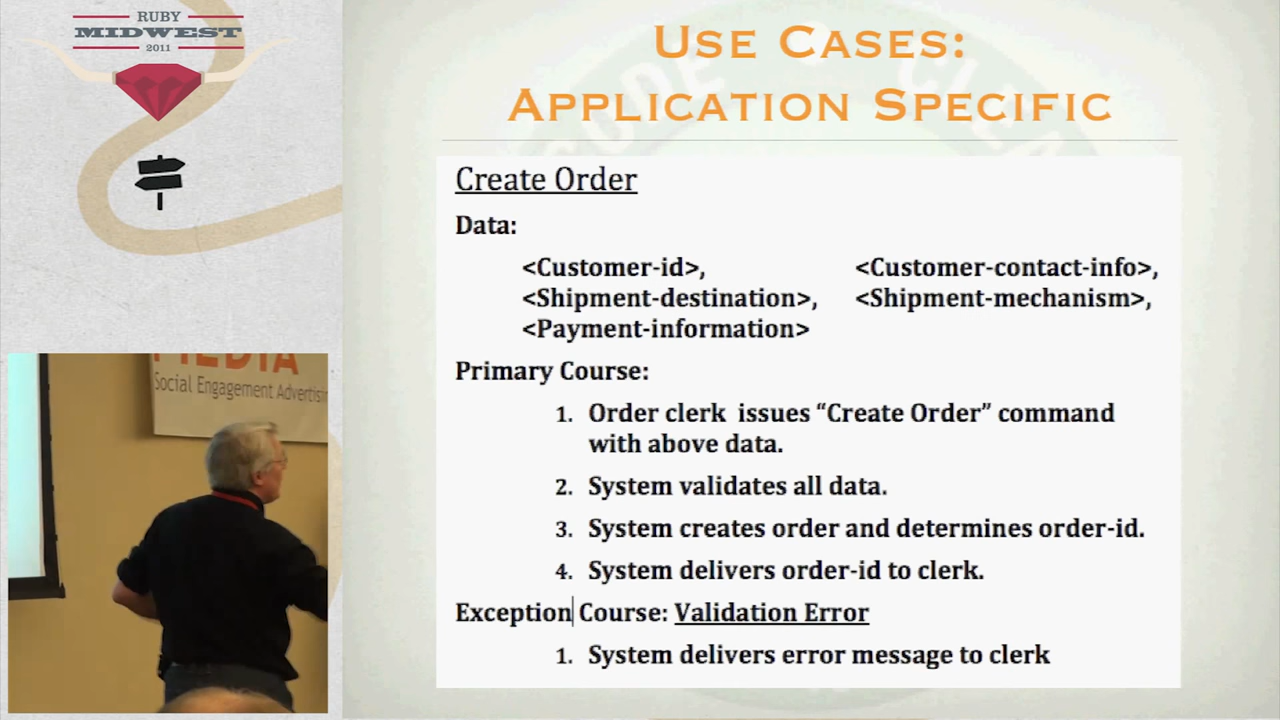 RUBY
MIDWEST
2011
USE CASES:
APPLICATION SPECIFIC
Create Order
Data:
<Customer-id>, <Customer-contact-info>,
<Shipment-destination>, <Shipment-mechanism>,
<Payment-information>
Primary Course:
1. Order clerk issues “Create Order” command
with above data.
2. System validates all data.
3. System creates order and determines order-id.
4. System delivers order-id to clerk.
Exception Course: Validation Error
1. System delivers error message to clerk
MEDIA
Social Engagement Advertisin